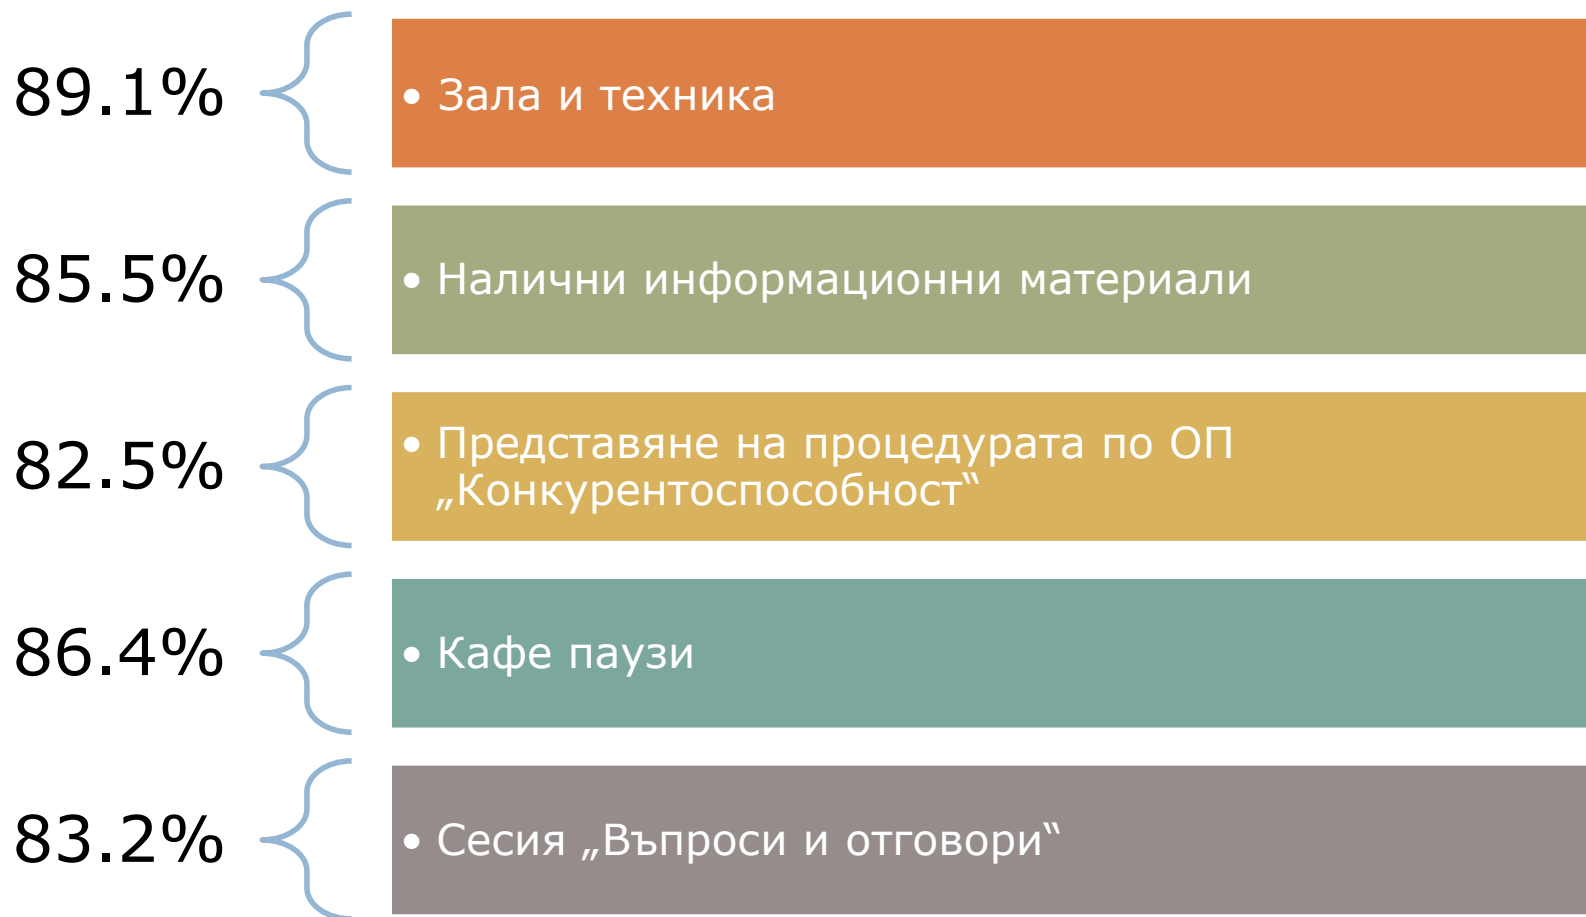 89.1%
• Зала и техника
85.5%
• Налични информационни материали
82.5%
• Представяне на процедурата по ОП
„Конкурентоспособност“
86.4%
• Кафе паузи
83.2%
• Сесия „Въпроси и отговори“